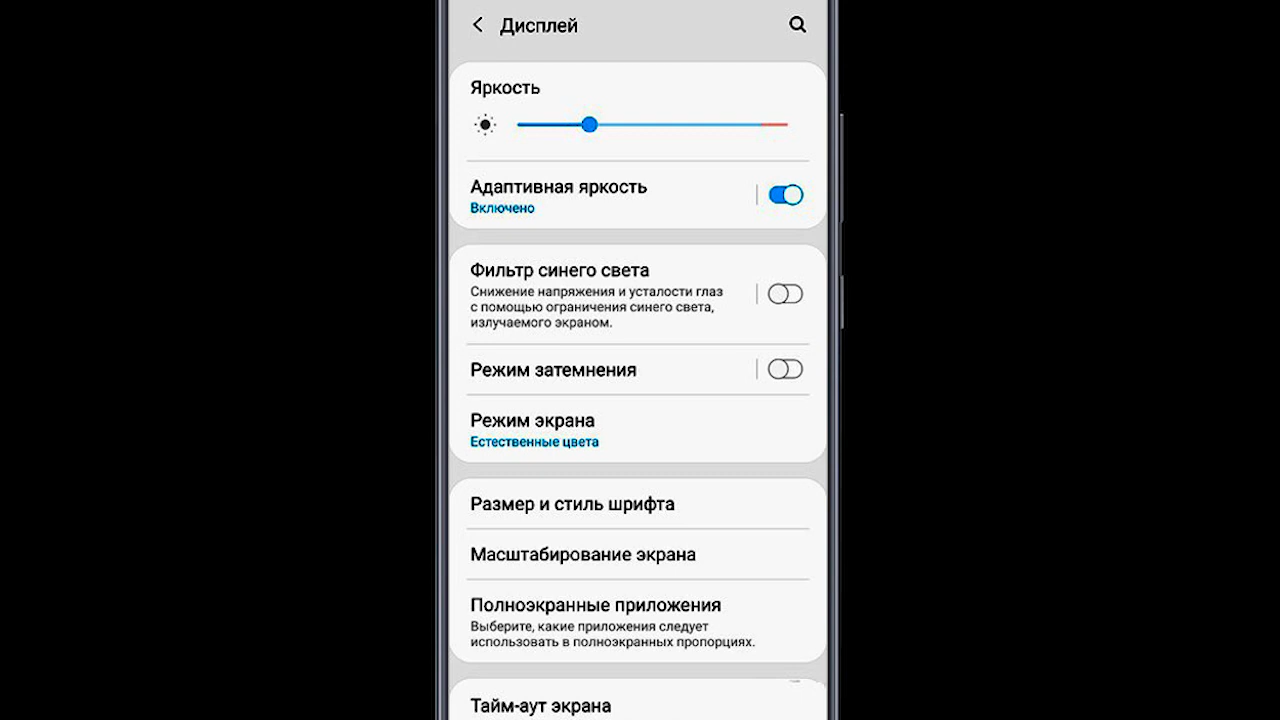 Дисплей
Яркость
Адаптивная яркость
Включено
Фильтр синего света
Снижение напряжения и усталости глаз
с помощью ограничения синего света,
излучаемого экраном.
Режим затемнения
Режим экрана
Естественные цвета
Размер и стиль шрифта
Масштабирование экрана
Полноэкранные приложения
Выберите, какие приложения следует
использовать в полноэкранных пропорциях.
Тайм-аут экрана